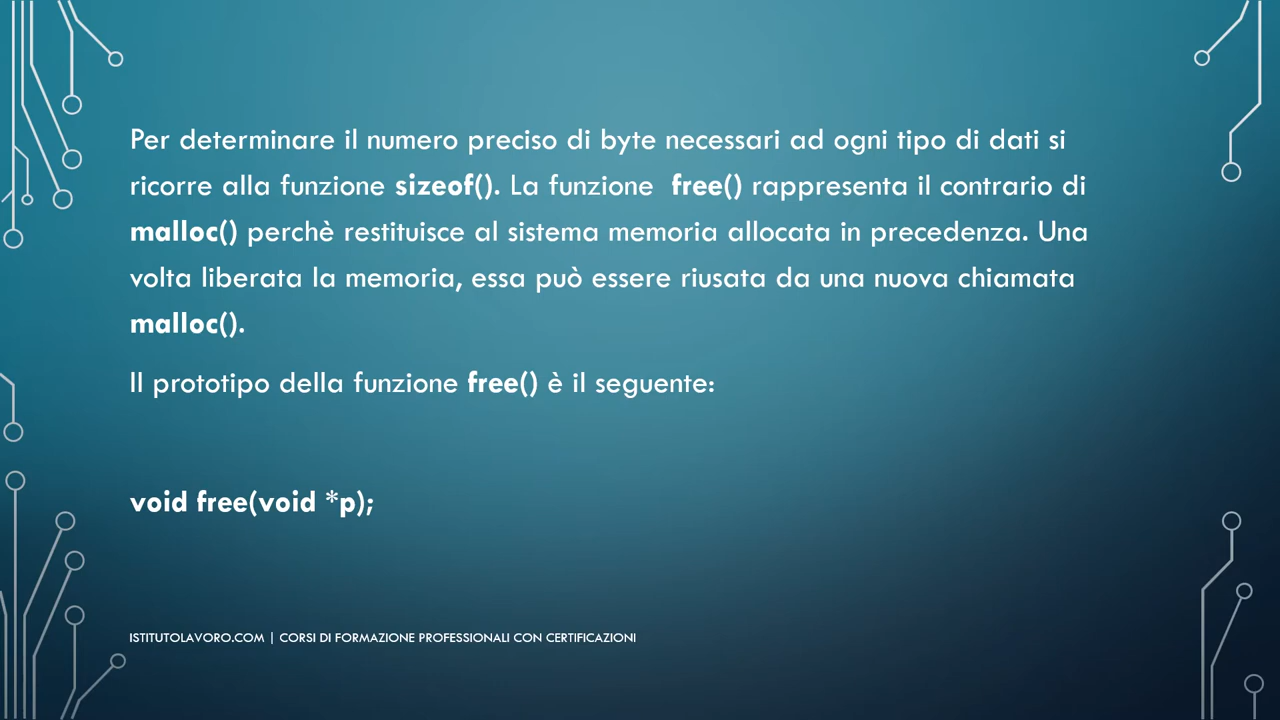 Per determinare il numero preciso di byte necessari ad ogni tipo di dati si
ricorre alla funzione sizeof(). La funzione  free() rappresenta il contrario di
malloc() perchè restituisce al sistema memoria allocata in precedenza. Una
volta liberata la memoria, essa può essere riusata da una nuova chiamata
malloc().
Il prototipo della funzione free() è il seguente:
void free(void *p);
ISTITUTOLAVORO.COM | CORSI DI FORMAZIONE PROFESSIONALI CON CERTIFICAZIONI